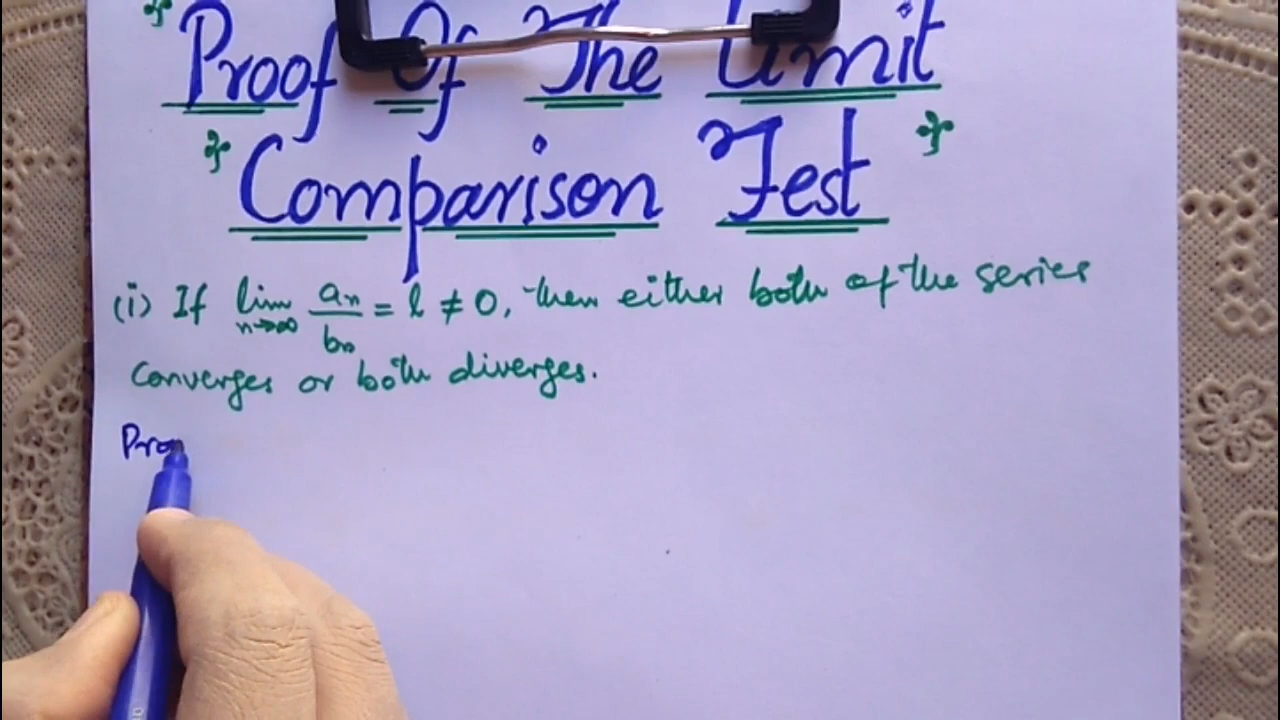 Proof Of The Limit
Comparison Test
(i) If lim n→∞ an/bn = l ≠ 0, then either both of the series
converges or both diverges.
Proo